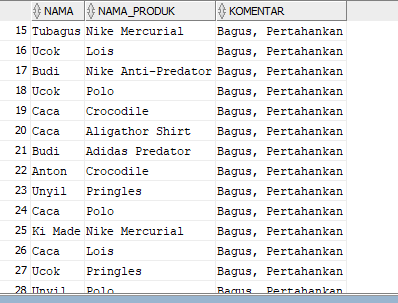 NAMA NAMA_PRODUK KOMENTAR
15 Tubagus Nike Mercurial Bagus, Pertahankan
16 Ucok Lois Bagus, Pertahankan
17 Budi Nike Anti-Predator Bagus, Pertahankan
18 Ucok Polo Bagus, Pertahankan
19 Caca Crocodile Bagus, Pertahankan
20 Caca Aligathor Shirt Bagus, Pertahankan
21 Budi Adidas Predator Bagus, Pertahankan
22 Anton Crocodile Bagus, Pertahankan
23 Unyil Pringles Bagus, Pertahankan
24 Caca Polo Bagus, Pertahankan
25 Ki Made Nike Mercurial Bagus, Pertahankan
26 Caca Lois Bagus, Pertahankan
27 Ucok Pringles Bagus, Pertahankan
28 Unyil Polo Bagus, Pertahankan